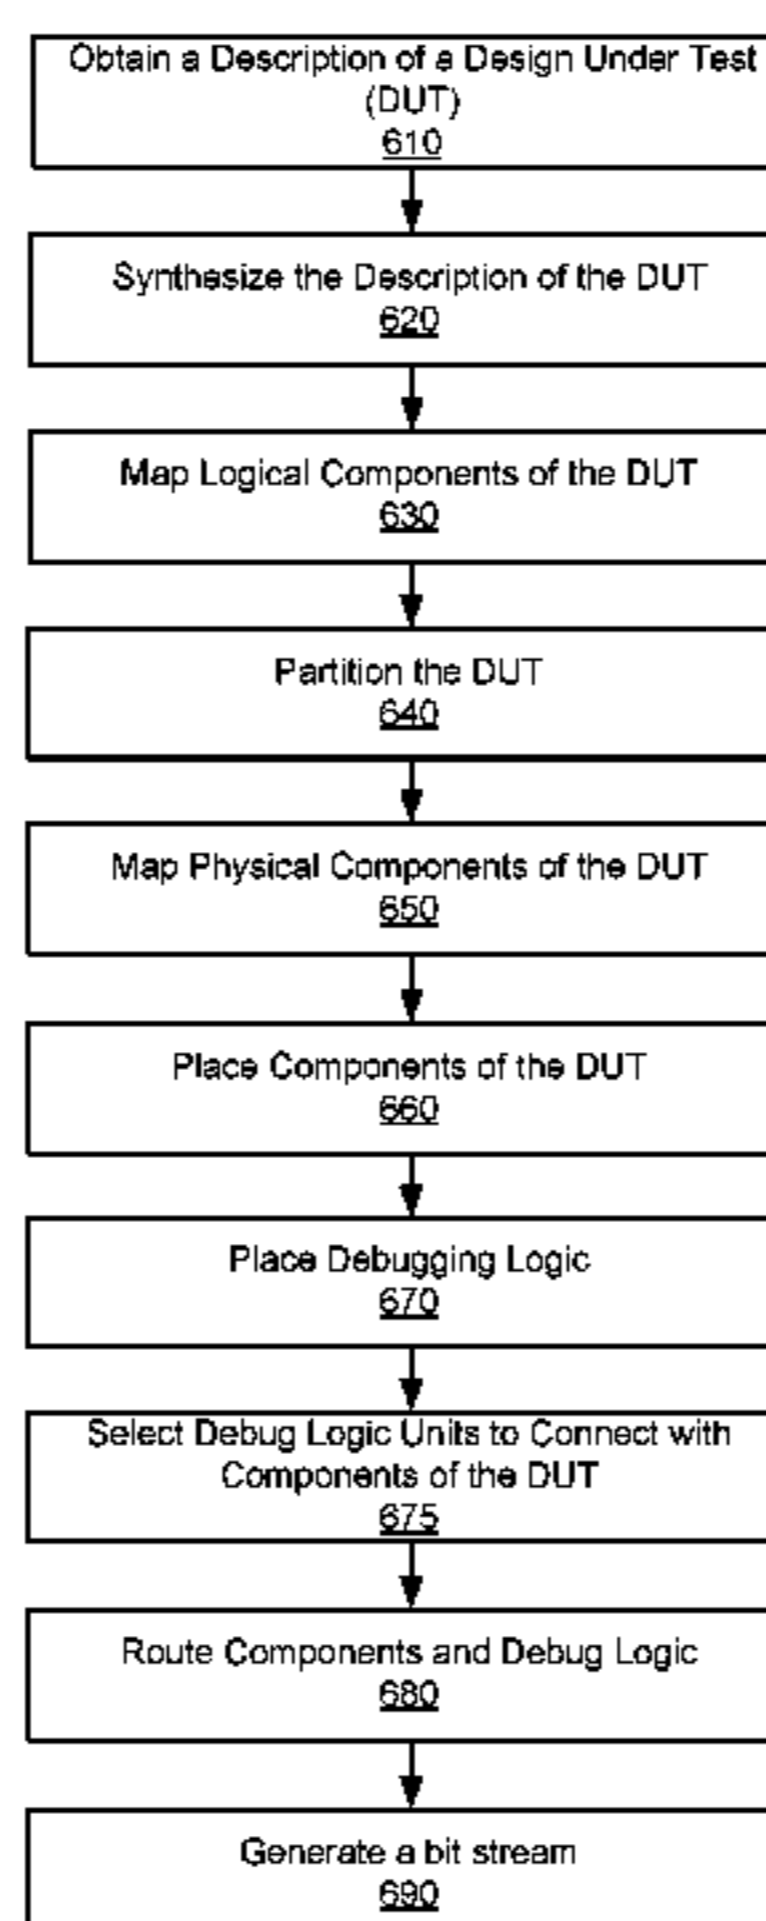 Obtain a Description of a Design Under Test
(DUT)
610
Synthesize the Description of the DUT
620
Map Logical Components of the DUT
630
Partition the DUT
640
Map Physical Components of the DUT
650
Place Components of the DUT
660
Place Debugging Logic
670
Select Debug Logic Units to Connect with
Components of the DUT
675
Route Components and Debug Logic
680
Generate a bit stream
690